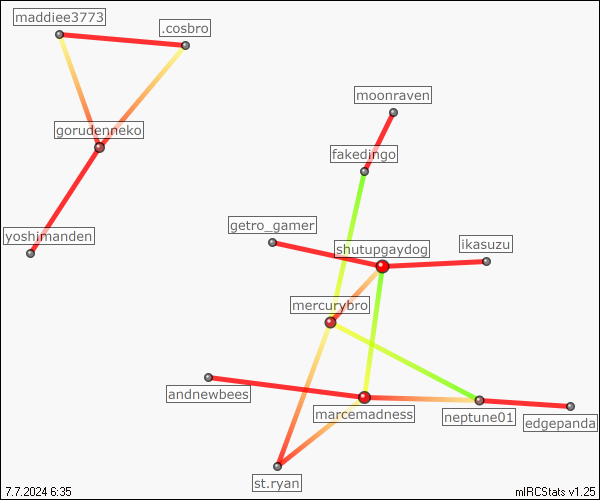 maddiee3773
.cosbro
moonraven
gorudenneko
fakedingo
getro_gamer
yoshimanden
shutupgaydog
ikasuzu
mercurybro
andnewbees
marcemadness
neptune01
edgepanda
st.ryan
7.7.2024 6:35
mIRCStats v1.25